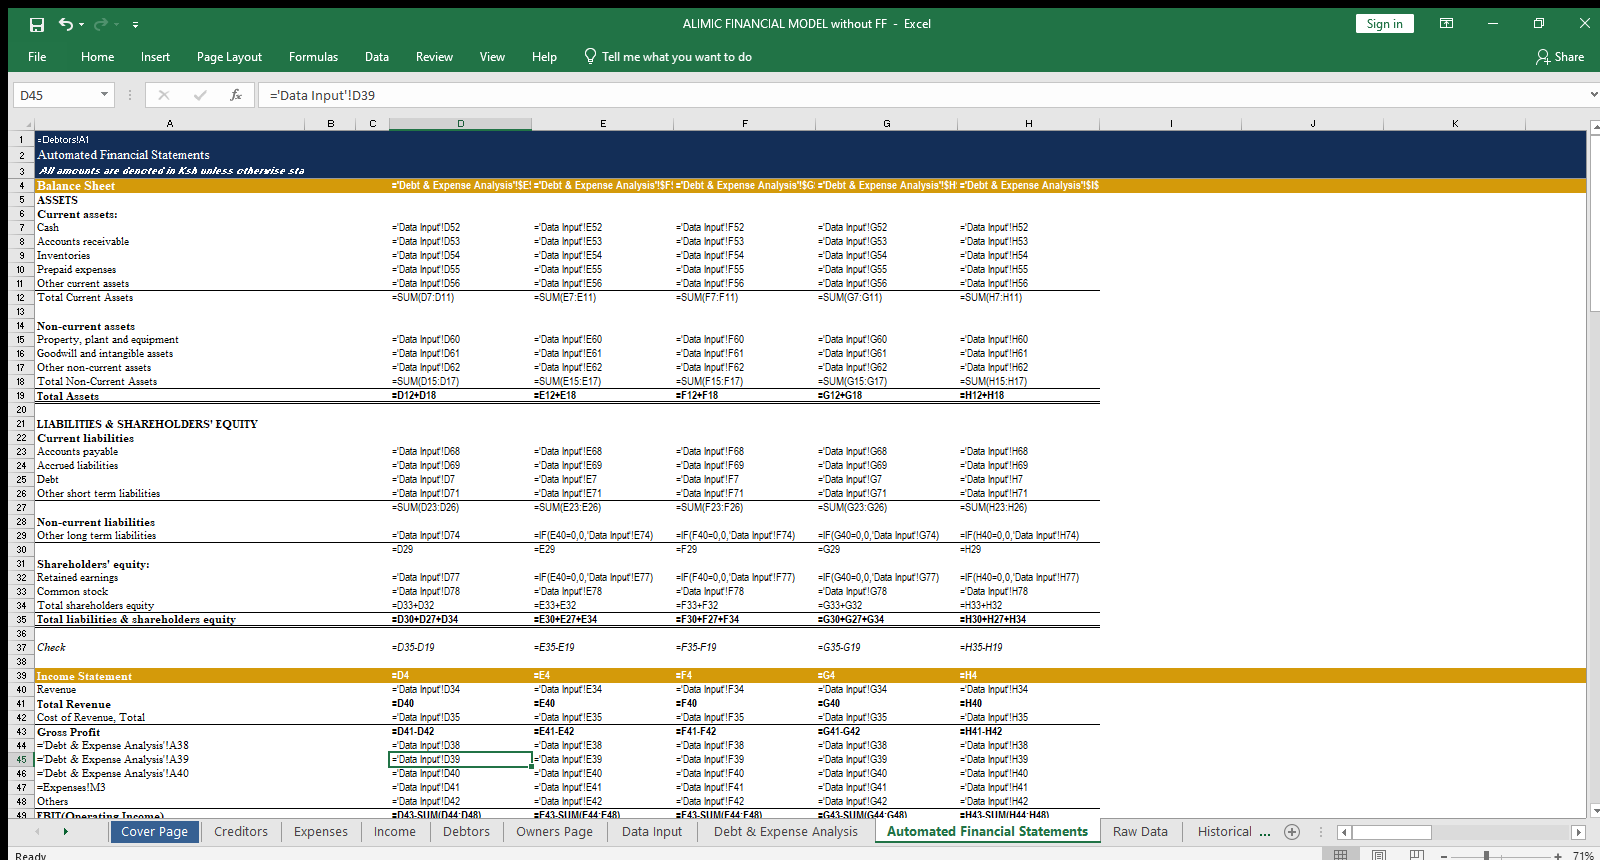 ALIMIC FINANCIAL MODEL without FF - Excel
Sign in
File Home Insert Page Layout Formulas Data Review View Help Tell me what you want to do Share
D45 fx ='Data Input'!D39
A B C D E F G H I J K
1 =Debtors!A1
2 Automated Financial Statements
3 All amounts are denoted in Ksh unless otherwise sta
4 Balance Sheet ='Debt & Expense Analysis'!$E! ='Debt & Expense Analysis'!$F! ='Debt & Expense Analysis'!$G ='Debt & Expense Analysis'!$H ='Debt & Expense Analysis'!$I$
5 ASSETS
6 Current assets:
7 Cash ='Data Input'!D52 ='Data Input'!E52 ='Data Input'!F52 ='Data Input'!G52 ='Data Input'!H52
8 Accounts receivable ='Data Input'!D53 ='Data Input'!E53 ='Data Input'!F53 ='Data Input'!G53 ='Data Input'!H53
9 Inventories ='Data Input'!D54 ='Data Input'!E54 ='Data Input'!F54 ='Data Input'!G54 ='Data Input'!H54
10 Prepaid expenses ='Data Input'!D55 ='Data Input'!E55 ='Data Input'!F55 ='Data Input'!G55 ='Data Input'!H55
11 Other current assets ='Data Input'!D56 ='Data Input'!E56 ='Data Input'!F56 ='Data Input'!G56 ='Data Input'!H56
12 Total Current Assets =SUM(D7:D11) =SUM(E7:E11) =SUM(F7:F11) =SUM(G7:G11) =SUM(H7:H11)
13
14 Non-current assets
15 Property, plant and equipment ='Data Input'!D60 ='Data Input'!E60 ='Data Input'!F60 ='Data Input'!G60 ='Data Input'!H60
16 Goodwill and intangible assets ='Data Input'!D61 ='Data Input'!E61 ='Data Input'!F61 ='Data Input'!G61 ='Data Input'!H61
17 Other non-current assets ='Data Input'!D62 ='Data Input'!E62 ='Data Input'!F62 ='Data Input'!G62 ='Data Input'!H62
18 Total Non-Current Assets =SUM(D15:D17) =SUM(E15:E17) =SUM(F15:F17) =SUM(G15:G17) =SUM(H15:H17)
19 Total Assets =D12+D18 =E12+E18 =F12+F18 =G12+G18 =H12+H18
20
21 LIABILITIES & SHAREHOLDERS' EQUITY
22 Current liabilities
23 Accounts payable ='Data Input'!D68 ='Data Input'!E68 ='Data Input'!F68 ='Data Input'!G68 ='Data Input'!H68
24 Accrued liabilities ='Data Input'!D69 ='Data Input'!E69 ='Data Input'!F69 ='Data Input'!G69 ='Data Input'!H69
25 Debt ='Data Input'!D7 ='Data Input'!E7 ='Data Input'!F7 ='Data Input'!G7 ='Data Input'!H7
26 Other short term liabilities ='Data Input'!D71 ='Data Input'!E71 ='Data Input'!F71 ='Data Input'!G71 ='Data Input'!H71
27 =SUM(D23:D26) =SUM(E23:E26) =SUM(F23:F26) =SUM(G23:G26) =SUM(H23:H26)
28 Non-current liabilities
29 Other long term liabilities ='Data Input'!D74 =IF(E40=0,0,'Data Input'!E74) =IF(F40=0,0,'Data Input'!F74) =IF(G40=0,0,'Data Input'!G74) =IF(H40=0,0,'Data Input'!H74)
30 =D29 =E29 =F29 =G29 =H29
31 Shareholders' equity:
32 Retained earnings ='Data Input'!D77 =IF(E40=0,0,'Data Input'!E77) =IF(F40=0,0,'Data Input'!F77) =IF(G40=0,0,'Data Input'!G77) =IF(H40=0,0,'Data Input'!H77)
33 Common stock ='Data Input'!D78 ='Data Input'!E78 ='Data Input'!F78 ='Data Input'!G78 ='Data Input'!H78
34 Total shareholders equity =D33+D32 =E33+E32 =F33+F32 =G33+G32 =H33+H32
35 Total liabilities & shareholders equity =D30+D27+D34 =E30+E27+E34 =F30+F27+F34 =G30+G27+G34 =H30+H27+H34
36
37 Check =D35-D19 =E35-E19 =F35-F19 =G35-G19 =H35-H19
38
39 Income Statement =D4 =E4 =F4 =G4 =H4
40 Revenue ='Data Input'!D34 ='Data Input'!E34 ='Data Input'!F34 ='Data Input'!G34 ='Data Input'!H34
41 Total Revenue =D40 =E40 =F40 =G40 =H40
42 Cost of Revenue, Total ='Data Input'!D35 ='Data Input'!E35 ='Data Input'!F35 ='Data Input'!G35 ='Data Input'!H35
43 Gross Profit =D41-D42 =E41-E42 =F41-F42 =G41-G42 =H41-H42
44 ='Debt & Expense Analysis'!A38 ='Data Input'!D38 ='Data Input'!E38 ='Data Input'!F38 ='Data Input'!G38 ='Data Input'!H38
45 ='Debt & Expense Analysis'!A39 ='Data Input'!D39 ='Data Input'!E39 ='Data Input'!F39 ='Data Input'!G39 ='Data Input'!H39
46 ='Debt & Expense Analysis'!A40 ='Data Input'!D40 ='Data Input'!E40 ='Data Input'!F40 ='Data Input'!G40 ='Data Input'!H40
47 =Expenses!M3 ='Data Input'!D41 ='Data Input'!E41 ='Data Input'!F41 ='Data Input'!G41 ='Data Input'!H41
48 Others ='Data Input'!D42 ='Data Input'!E42 ='Data Input'!F42 ='Data Input'!G42 ='Data Input'!H42
49 EBIT(Operating Income) =D43-SUM(D44:D48) =E43-SUM(E44:E48) =F43-SUM(F44:F48) =G43-SUM(G44:G48) =H43-SUM(H44:H48)
Cover Page Creditors Expenses Income Debtors Owners Page Data Input Debt & Expense Analysis Automated Financial Statements Raw Data Historical ...
Ready 71%